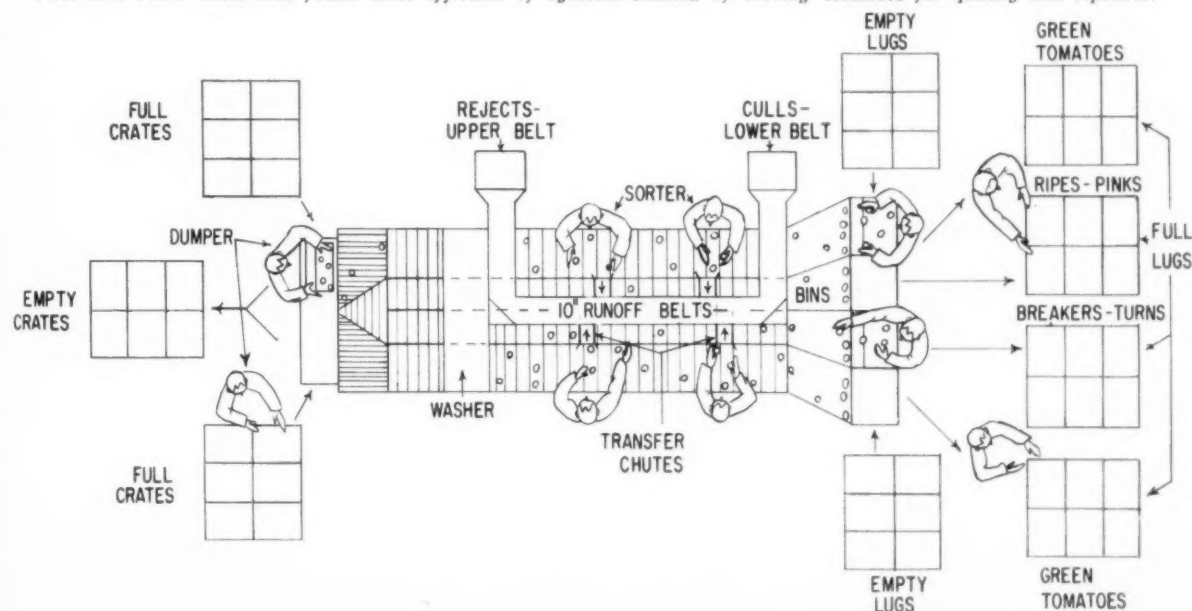 EMPTY
LUGS
GREEN
TOMATOES
FULL
CRATES
REJECTS-
UPPER BELT
CULLS-
LOWER BELT
SORTER
RIPES-PINKS
DUMPER
FULL
LUGS
EMPTY
CRATES
10" RUNOFF BELTS
BINS
BREAKERS-TURNS
WASHER
TRANSFER
CHUTES
FULL
CRATES
EMPTY
LUGS
GREEN
TOMATOES